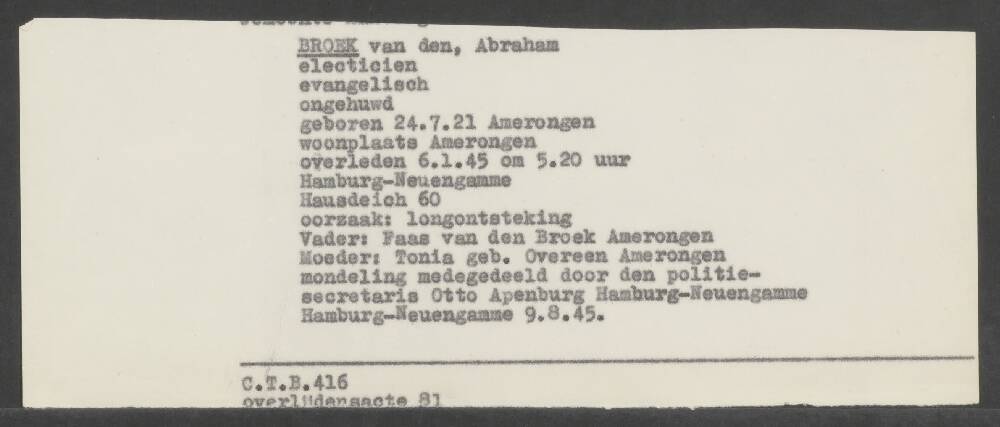 BROEK van den, Abraham
electicien
evangelisch
ongehuwd
geboren 24.7.21 Amerongen
woonplaats Amerongen
overleden 6.1.45 om 5.20 uur
Hamburg-Neuengamme
Hausdeich 60
oorzaak: longontsteking
Vader: Faas van den Broek Amerongen
Moeder: Tonia geb. Overeen Amerongen
mondeling medegedeeld door den politie-
secretaris Otto Apenburg Hamburg-Neuengamme
Hamburg-Neuengamme 9.8.45.
C.T.B.416
overlijdensacte 81